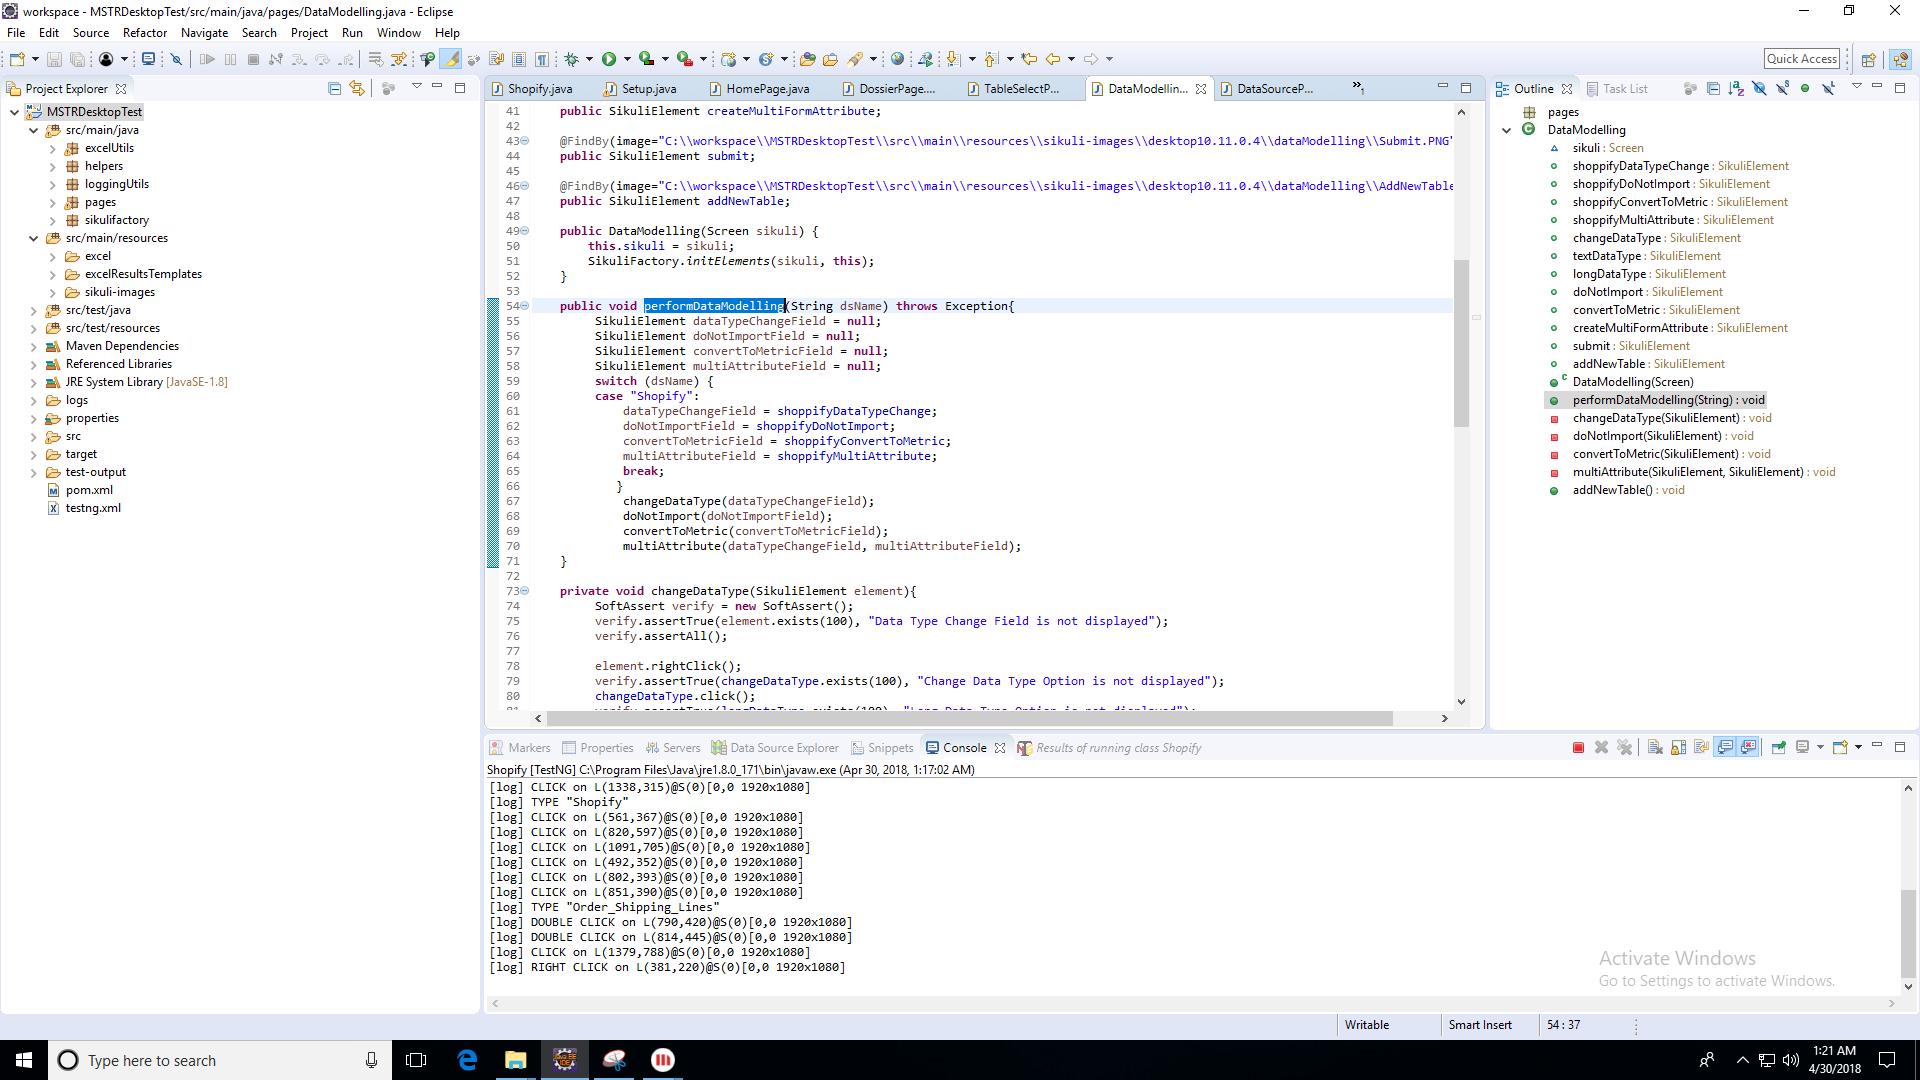 workspace - MSTRDesktopTest/src/main/java/pages/DataModelling.java - Eclipse
File Edit Source Refactor Navigate Search Project Run Window Help
Quick Access
Project Explorer
MSTRDesktopTest
src/main/java
excelUtils
helpers
loggingUtils
pages
sikulifactory
src/main/resources
excel
excelResultsTemplates
sikuli-images
src/test/java
src/test/resources
Maven Dependencies
Referenced Libraries
JRE System Library [JavaSE-1.8]
logs
properties
src
target
test-output
pom.xml
testng.xml
Shopify.java Setup.java HomePage.java DossierPage.... TableSelectP... DataModellin... DataSourceP... »1
41 public SikuliElement createMultiFormAttribute;
42
43 @FindBy(image="C:\\workspace\\MSTRDesktopTest\\src\\main\\resources\\sikuli-images\\desktop10.11.0.4\\dataModelling\\Submit.PNG"
44 public SikuliElement submit;
45
46 @FindBy(image="C:\\workspace\\MSTRDesktopTest\\src\\main\\resources\\sikuli-images\\desktop10.11.0.4\\dataModelling\\AddNewTable
47 public SikuliElement addNewTable;
48
49 public DataModelling(Screen sikuli) {
50 this.sikuli = sikuli;
51 SikuliFactory.initElements(sikuli, this);
52 }
53
54 public void performDataModelling(String dsName) throws Exception{
55 SikuliElement dataTypeChangeField = null;
56 SikuliElement doNotImportField = null;
57 SikuliElement convertToMetricField = null;
58 SikuliElement multiAttributeField = null;
59 switch (dsName) {
60 case "Shopify":
61 dataTypeChangeField = shoppifyDataTypeChange;
62 doNotImportField = shoppifyDoNotImport;
63 convertToMetricField = shoppifyConvertToMetric;
64 multiAttributeField = shoppifyMultiAttribute;
65 break;
66 }
67 changeDataType(dataTypeChangeField);
68 doNotImport(doNotImportField);
69 convertToMetric(convertToMetricField);
70 multiAttribute(dataTypeChangeField, multiAttributeField);
71 }
72
73 private void changeDataType(SikuliElement element){
74 SoftAssert verify = new SoftAssert();
75 verify.assertTrue(element.exists(100), "Data Type Change Field is not displayed");
76 verify.assertAll();
77
78 element.rightClick();
79 verify.assertTrue(changeDataType.exists(100), "Change Data Type Option is not displayed");
80 changeDataType.click();
Outline Task List
pages
DataModelling
sikuli : Screen
shoppifyDataTypeChange : SikuliElement
shoppifyDoNotImport : SikuliElement
shoppifyConvertToMetric : SikuliElement
shoppifyMultiAttribute : SikuliElement
changeDataType : SikuliElement
textDataType : SikuliElement
longDataType : SikuliElement
doNotImport : SikuliElement
convertToMetric : SikuliElement
createMultiFormAttribute : SikuliElement
submit : SikuliElement
addNewTable : SikuliElement
DataModelling(Screen)
performDataModelling(String) : void
changeDataType(SikuliElement) : void
doNotImport(SikuliElement) : void
convertToMetric(SikuliElement) : void
multiAttribute(SikuliElement, SikuliElement) : void
addNewTable() : void
Markers Properties Servers Data Source Explorer Snippets Console Results of running class Shopify
Shopify [TestNG] C:\Program Files\Java\jre1.8.0_171\bin\javaw.exe (Apr 30, 2018, 1:17:02 AM)
[log] CLICK on L(1338,315)@S(0)[0,0 1920x1080]
[log] TYPE "Shopify"
[log] CLICK on L(561,367)@S(0)[0,0 1920x1080]
[log] CLICK on L(820,597)@S(0)[0,0 1920x1080]
[log] CLICK on L(1091,705)@S(0)[0,0 1920x1080]
[log] CLICK on L(492,352)@S(0)[0,0 1920x1080]
[log] CLICK on L(802,393)@S(0)[0,0 1920x1080]
[log] CLICK on L(851,390)@S(0)[0,0 1920x1080]
[log] TYPE "Order_Shipping_Lines"
[log] DOUBLE CLICK on L(790,420)@S(0)[0,0 1920x1080]
[log] DOUBLE CLICK on L(814,445)@S(0)[0,0 1920x1080]
[log] CLICK on L(1379,788)@S(0)[0,0 1920x1080]
[log] RIGHT CLICK on L(381,220)@S(0)[0,0 1920x1080]
Activate Windows
Go to Settings to activate Windows.
Writable Smart Insert 54 : 37
Type here to search
1:21 AM
4/30/2018